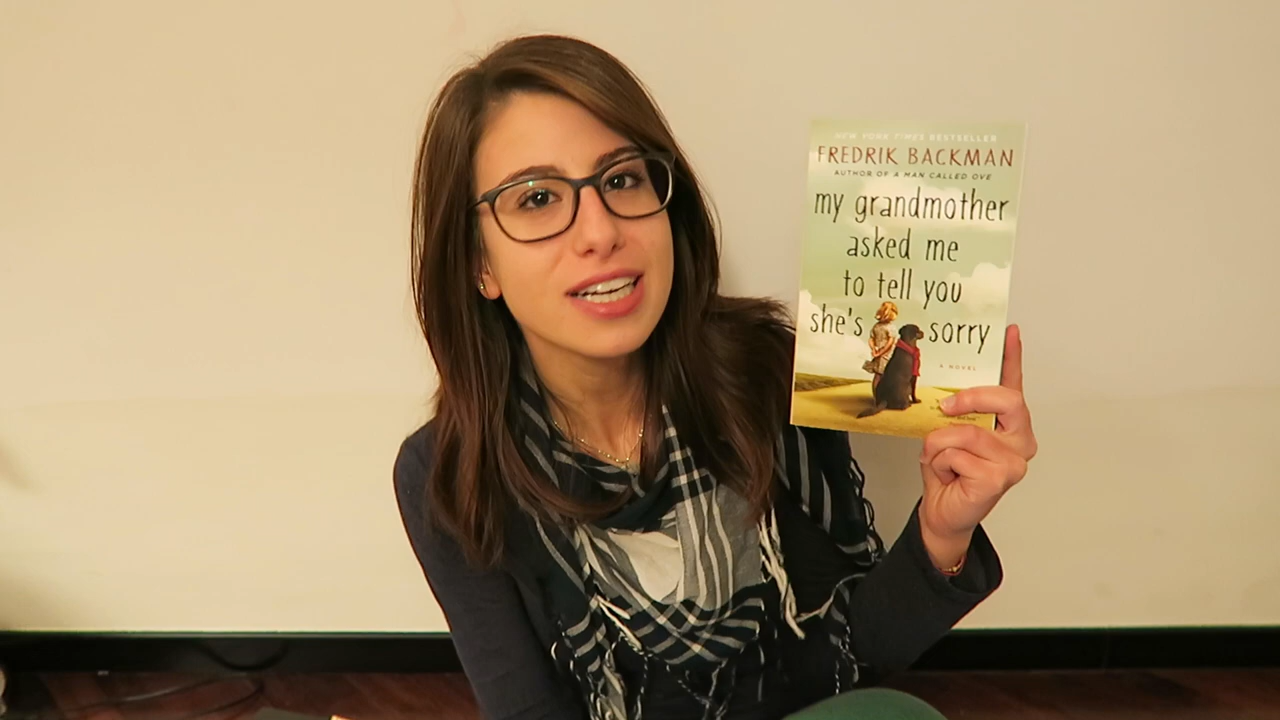 NEW YORK TIMES BESTSELLER
FREDRIK BACKMAN
AUTHOR OF A MAN CALLED OVE
my grandmother
asked me
to tell you
she's sorry
A NOVEL